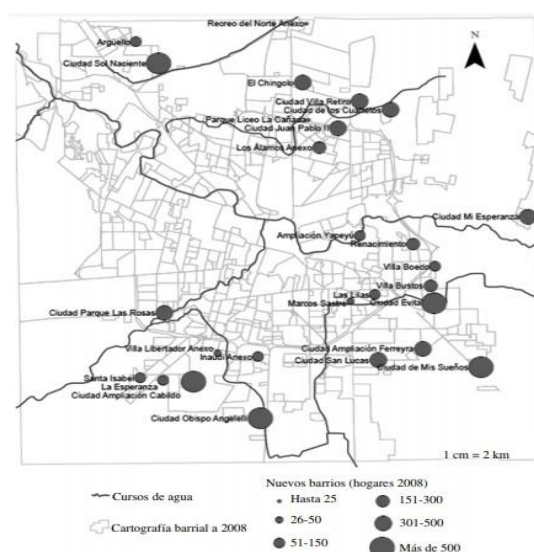 Recreo del Norte Anexo
N
Argüello
Ciudad Sol Naciente
El Chingolo
Ciudad Villa Retiro
Ciudad de los Cuartetos
Parque Liceo La Cañada
Ciudad Juan Pablo II
Los Álamos Anexo
Ciudad Mi Esperanza
Ampliación Yapeyú
Renacimiento
Villa Boedo
Villa Bustos
Las Lilas
Marcos Sastre
Ciudad Evita
Ciudad Parque Las Rosas
Villa Libertador Anexo
Inaudi Anexo
Ciudad Ampliación Ferreyra
Ciudad San Lucas
Ciudad de Mis Sueños
Santa Isabel
La Esperanza
Ciudad Ampliación Cabildo
Ciudad Obispo Angelelli
1 cm = 2 km
Nuevos barrios (hogares 2008)
Cursos de agua
Cartografía barrial a 2008
Hasta 25
26-50
51-150
151-300
301-500
Más de 500